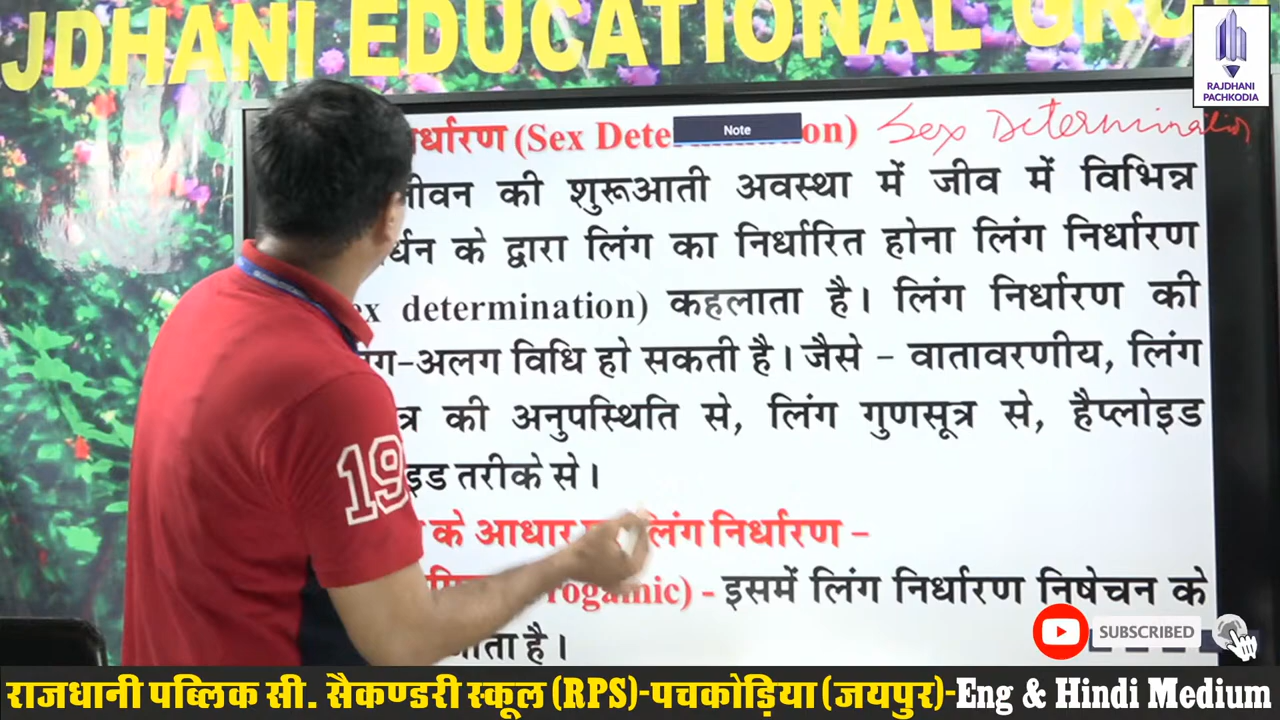 JDHANI EDUCATIONAL GRO
RAJDHANI
PACHKODIA
र्धारण (Sex Dete on) Sex Determination
Note
जीवन की शुरूआती अवस्था में जीव में विभिन्न
र्धन के द्वारा लिंग का निर्धारित होना लिंग निर्धारण
ex determination) कहलाता है। लिंग निर्धारण की
ग-अलग विधि हो सकती है। जैसे – वातावरणीय, लिंग
त्र की अनुपस्थिति से, लिंग गुणसूत्र से, हैप्लोइड
इड तरीके से।
के आधार लिंग निर्धारण –
rogamic) - इसमें लिंग निर्धारण निषेचन को
ाता है।
SUBSCRIBED
राजधानी पब्लिक सी. सैकण्डरी स्कूल (RPS)-पचकोड़िया (जयपुर)-Eng & Hindi Medium